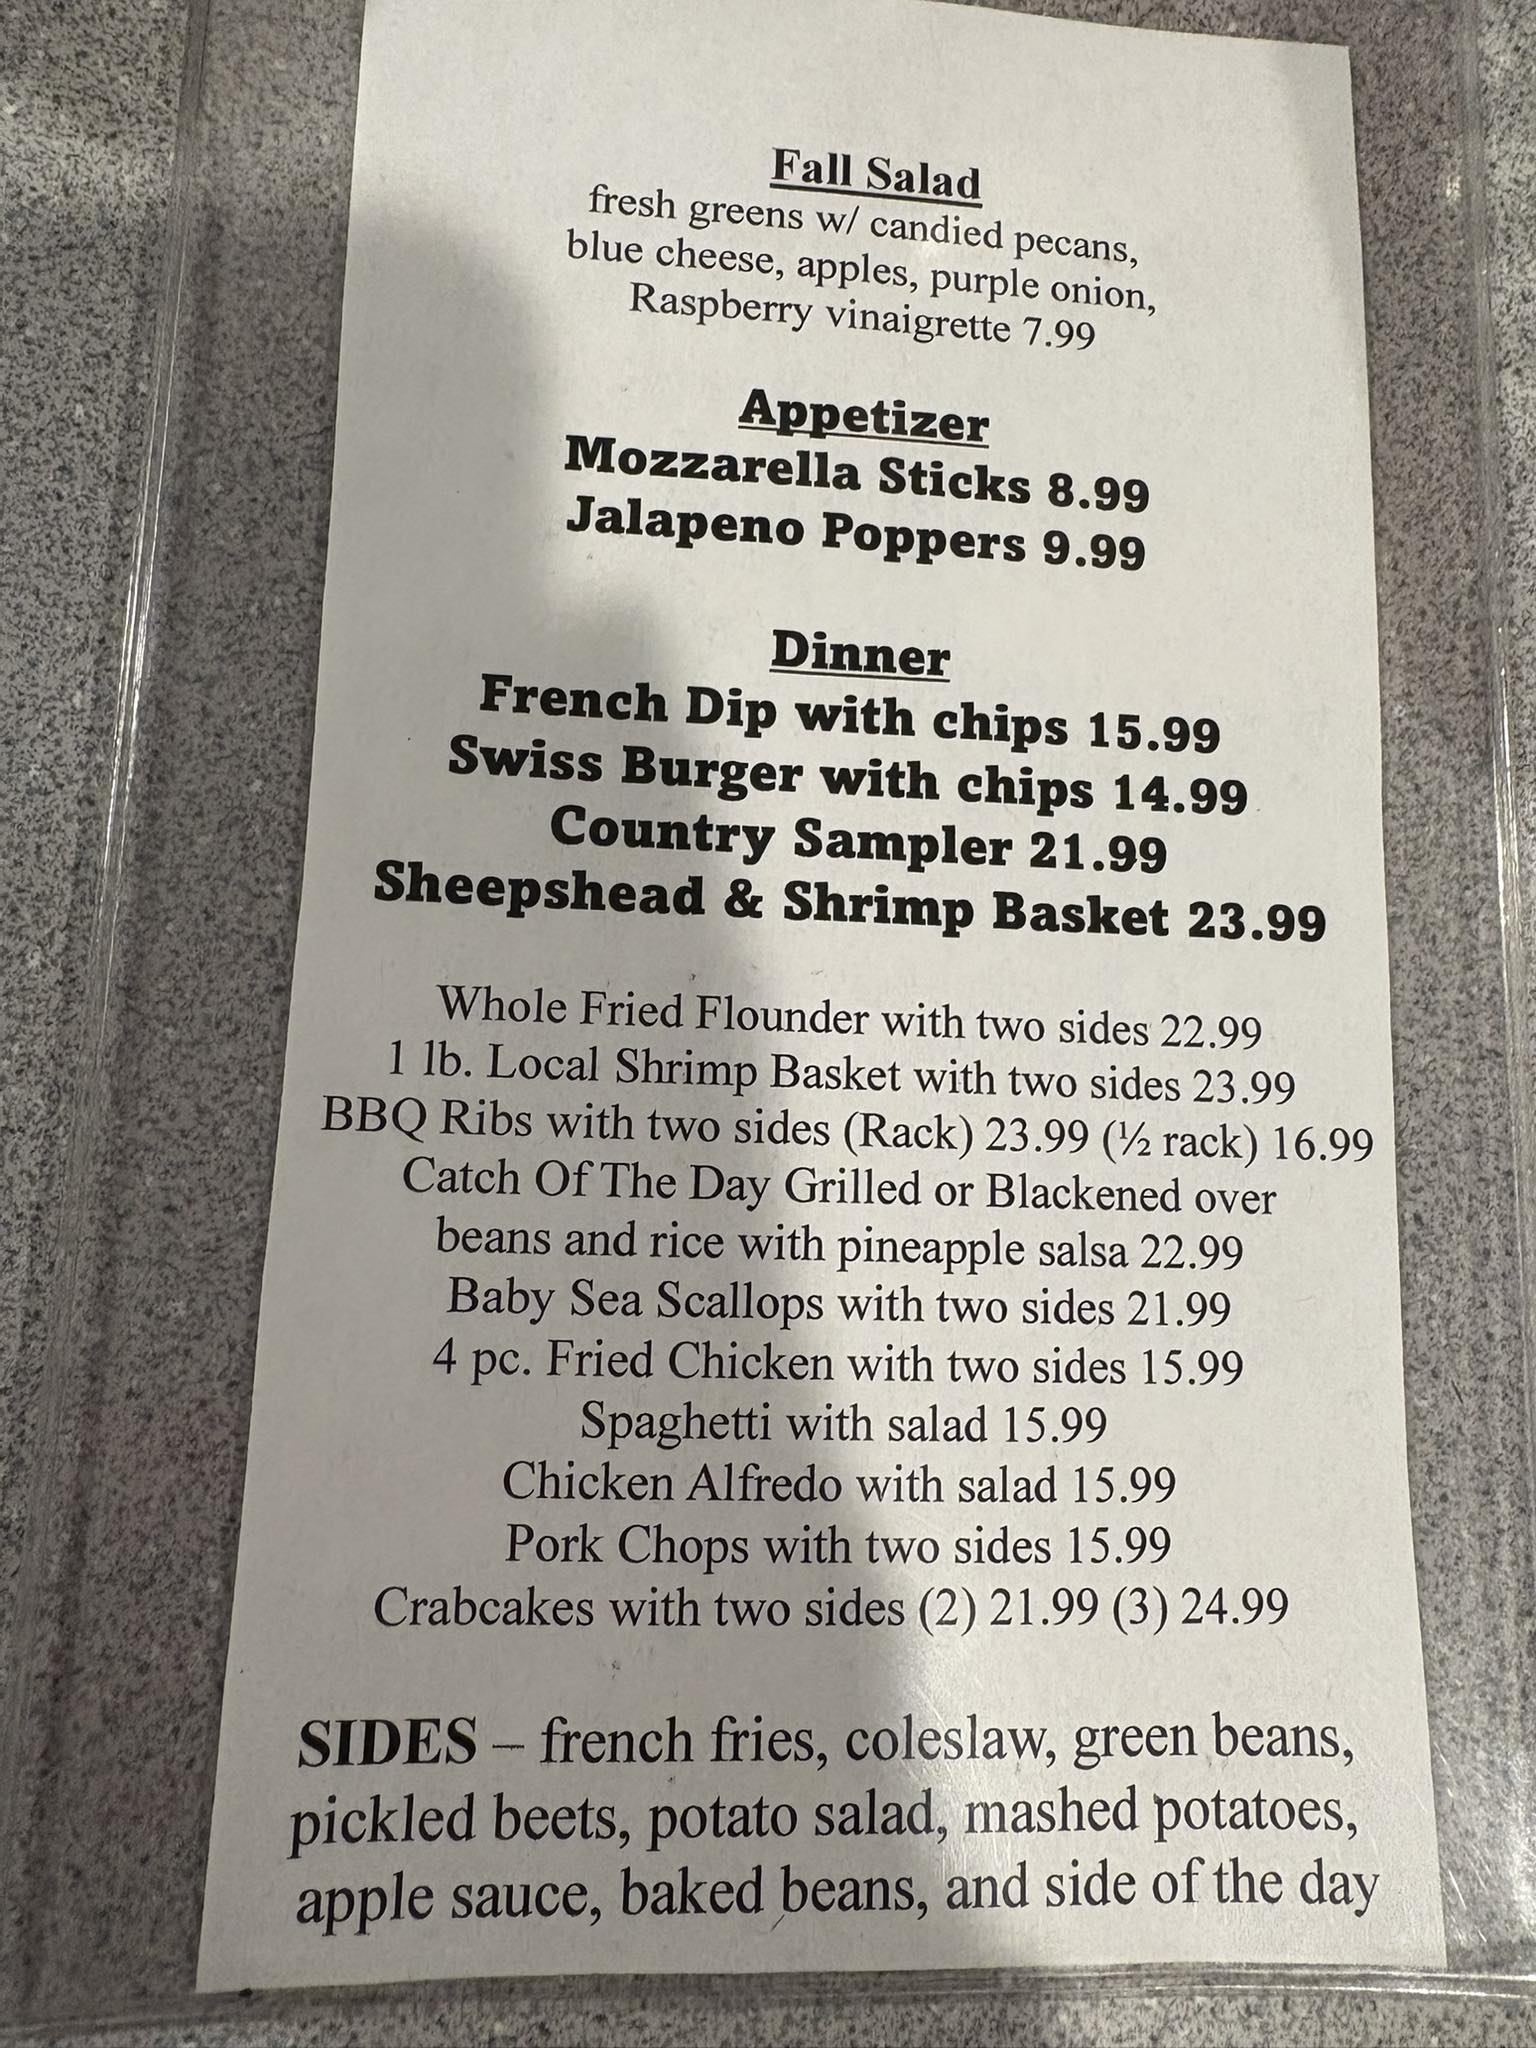 Fall Salad
fresh greens w/ candied pecans,
blue cheese, apples, purple onion,
Raspberry vinaigrette 7.99
Appetizer
Mozzarella Sticks 8.99
Jalapeno Poppers 9.99
Dinner
French Dip with chips 15.99
Swiss Burger with chips 14.99
Country Sampler 21.99
Sheepshead & Shrimp Basket 23.99
Whole Fried Flounder with two sides 22.99
1 lb. Local Shrimp Basket with two sides 23.99
BBQ Ribs with two sides (Rack) 23.99 (½ rack) 16.99
Catch Of The Day Grilled or Blackened over
beans and rice with pineapple salsa 22.99
Baby Sea Scallops with two sides 21.99
4 pc. Fried Chicken with two sides 15.99
Spaghetti with salad 15.99
Chicken Alfredo with salad 15.99
Pork Chops with two sides 15.99
Crabcakes with two sides (2) 21.99 (3) 24.99
SIDES – french fries, coleslaw, green beans,
pickled beets, potato salad, mashed potatoes,
apple sauce, baked beans, and side of the day